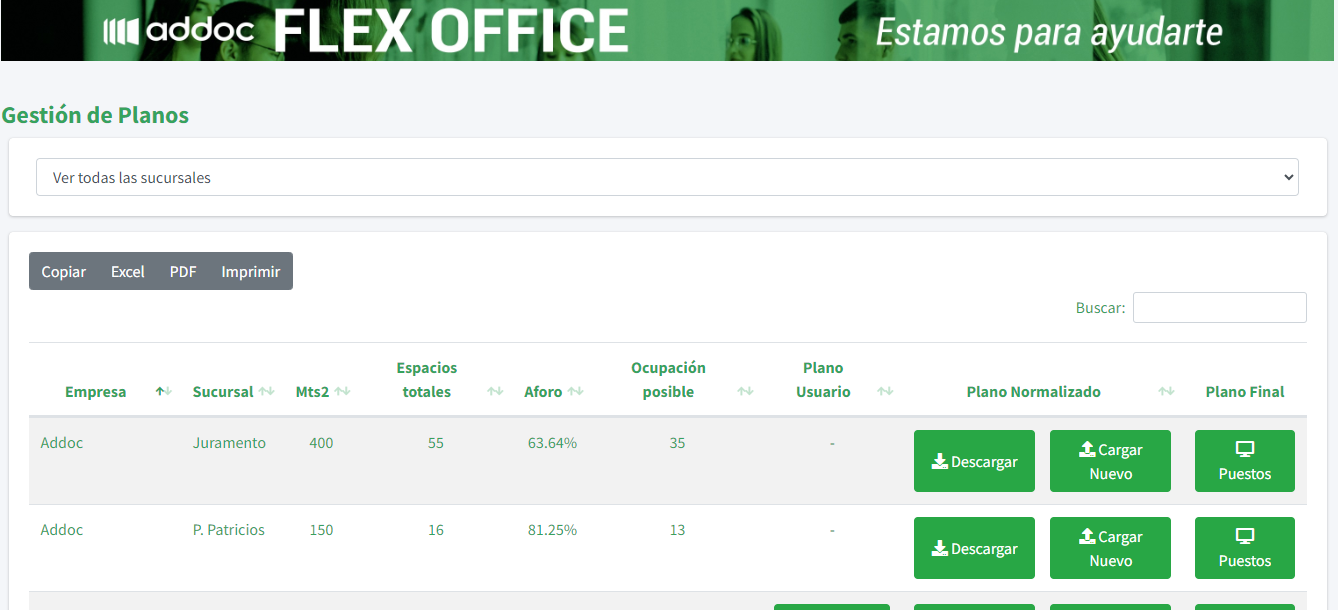 addoc FLEX OFFICE Estamos para ayudarte
Gestión de Planos
Ver todas las sucursales
Copiar Excel PDF Imprimir
Buscar:
Espacios Ocupación Plano
Empresa Sucursal Mts2 totales Aforo posible Usuario Plano Normalizado Plano Final
Addoc Juramento 400 55 63.64% 35 - Descargar Cargar
Nuevo Puestos
Addoc P. Patricios 150 16 81.25% 13 - Descargar Cargar
Nuevo Puestos